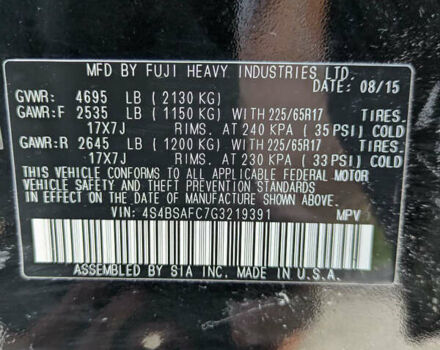 MFD. BY FUJI HEAVY INDUSTRIES LTD.
DATE: 08/15
GVWR: 4695 LB (2130 KG)
GAWR:F 2535 LB (1150 KG) WITH 225/65R17 TIRES.
17X7J RIMS. AT 240 KPA (35 PSI) COLD
GAWR:R 2645 LB (1200 KG) WITH 225/65R17 TIRES.
17X7J RIMS. AT 230 KPA (33 PSI) COLD
THIS VEHICLE CONFORMS TO ALL APPLICABLE FEDERAL MOTOR
VEHICLE SAFETY AND BUMPER STANDARDS IN EFFECT ON THE
DATE OF MANUFACTURE SHOWN ABOVE.
VIN: 4S4BSAFC7G3219391 MPV
ASSEMBLED BY SIA INC. MADE IN U.S.A.